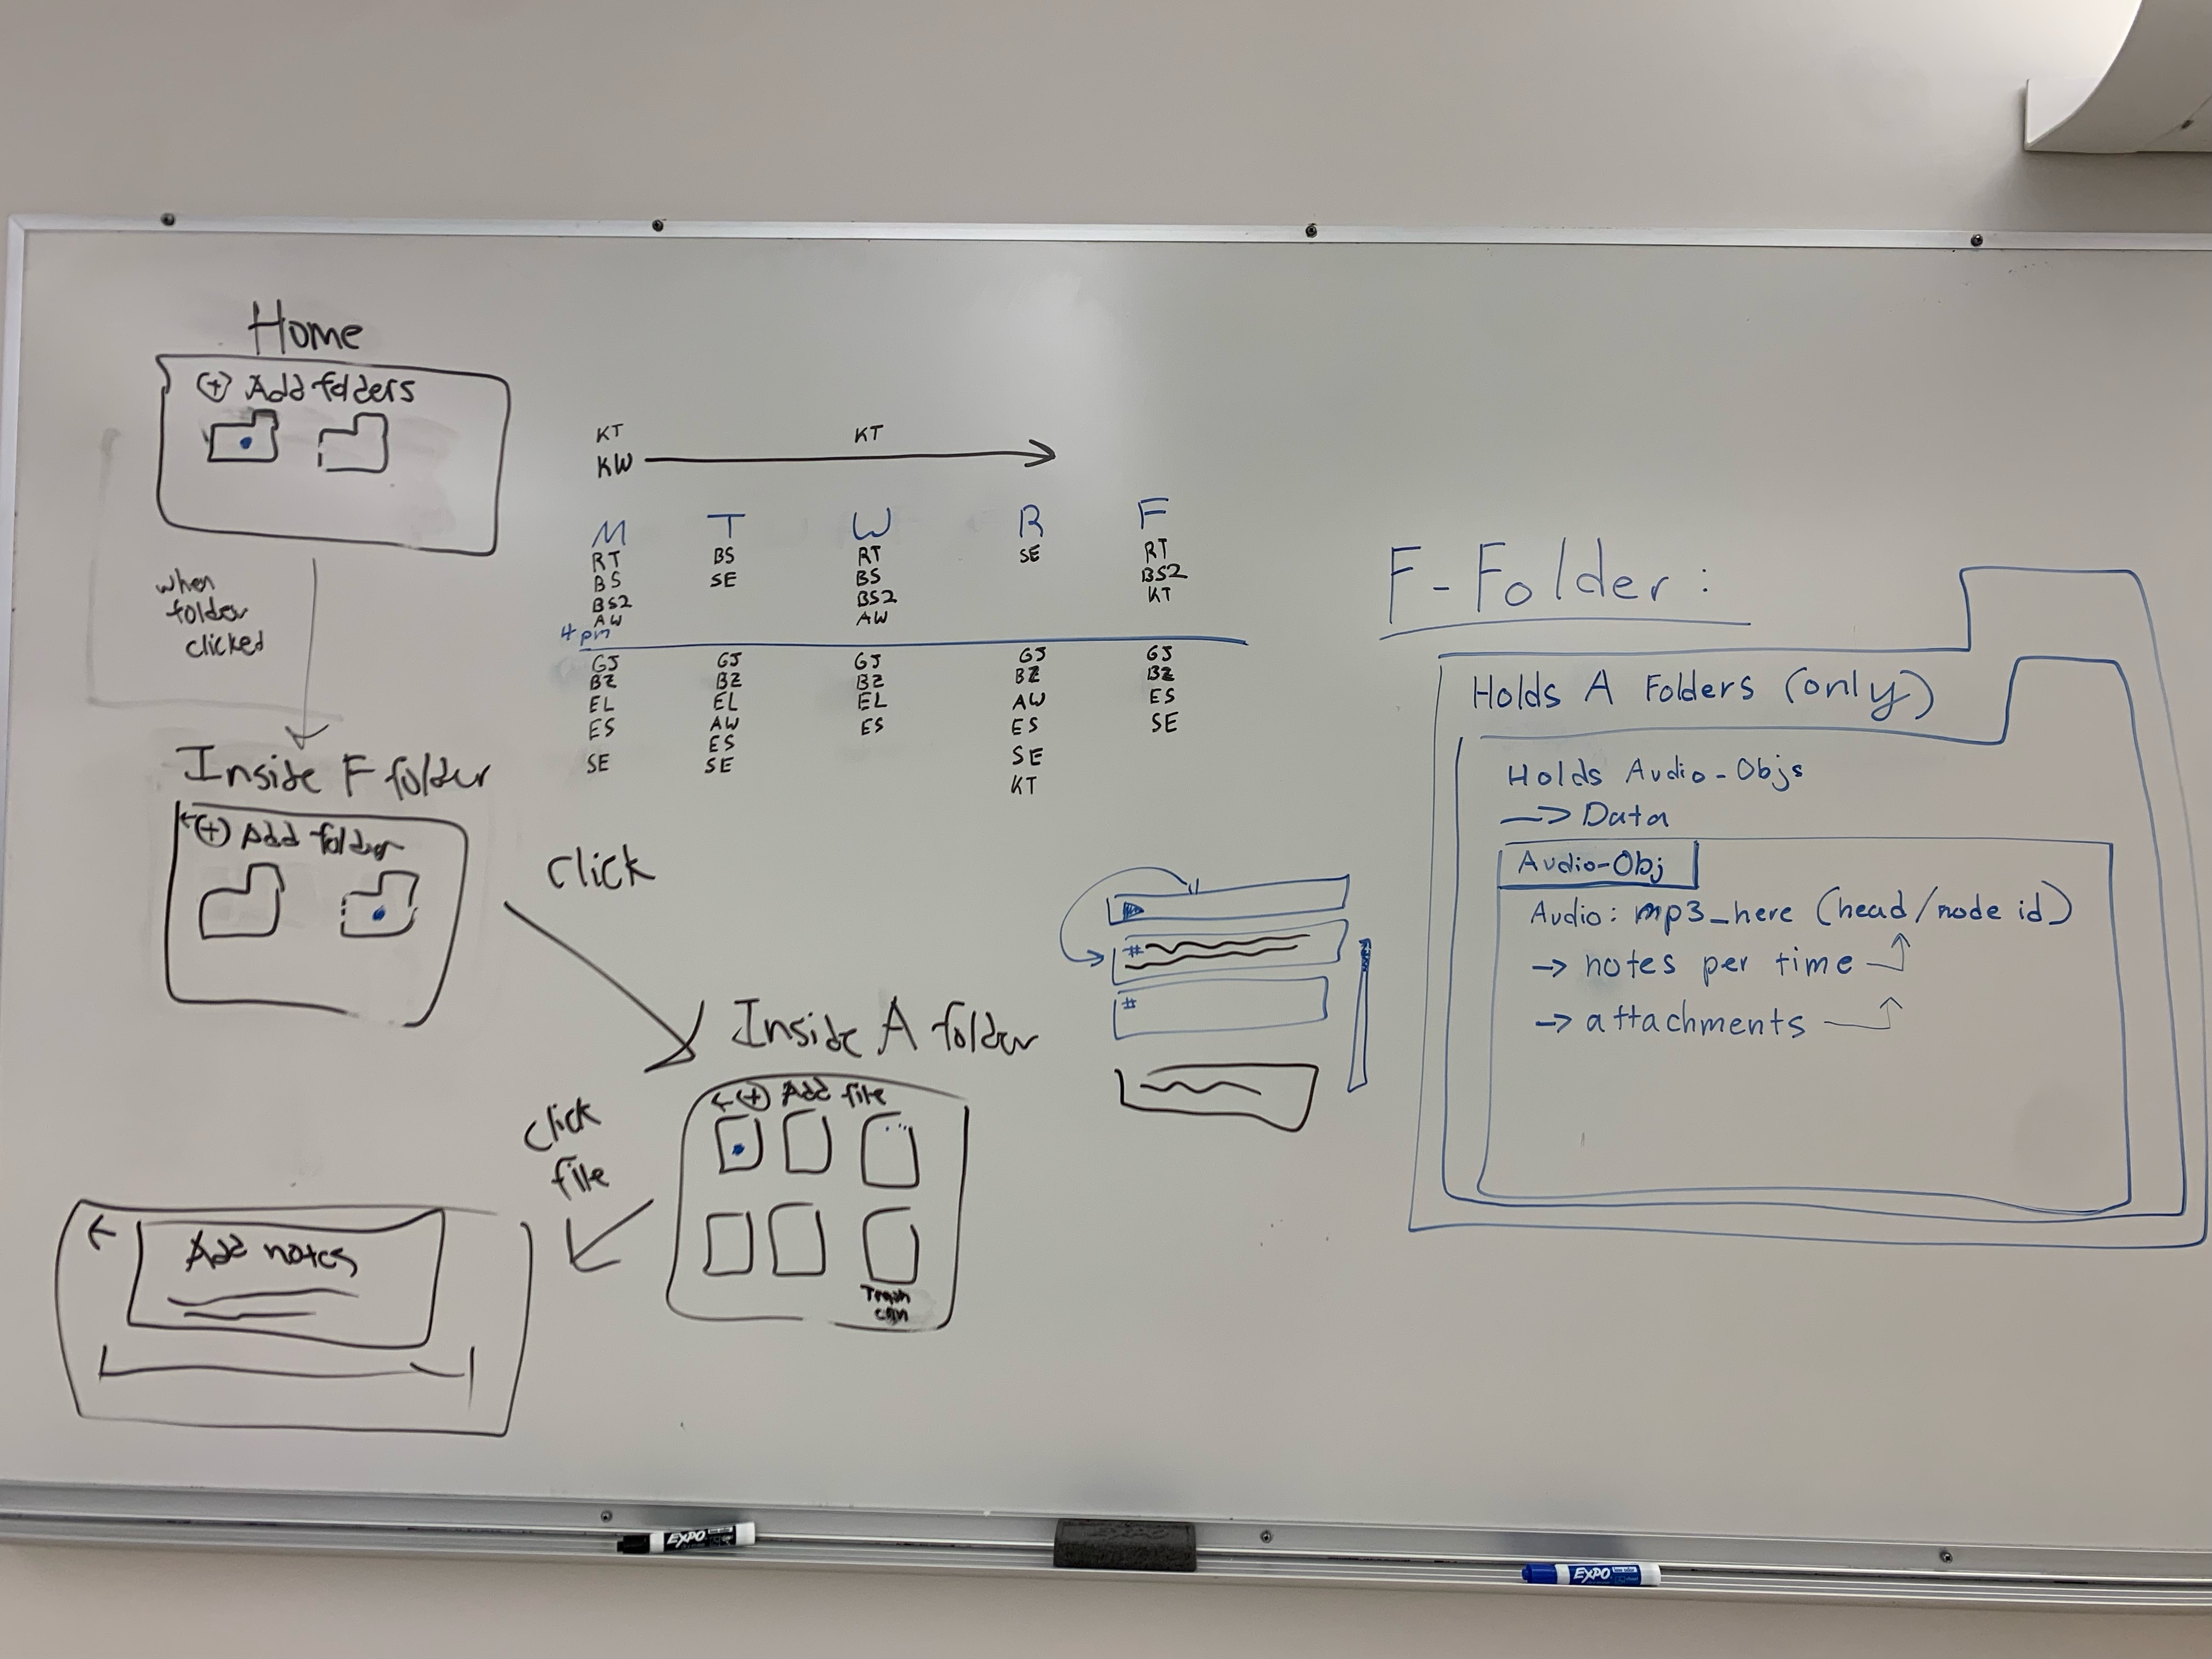 Home
(+) Add folders
when
folder
clicked
Inside F folder
←(+) Add folder
click
Inside A folder
←(+) Add file
Trash
can
click
file
←
Add notes
KT KT
KW
M T W R F
RT BS RT SE RT
BS SE BS BS2
BS2 BS2 KT
AW AW
4 pm
GJ GJ GJ GJ GJ
BZ BZ BZ BZ BZ
EL EL EL AW ES
ES AW ES ES SE
ES SE
SE SE KT
#
#
F-Folder:
Holds A Folders (only)
Holds Audio-Objs
→ Data
Audio-Obj
Audio: mp3_here (head/node id)
→ notes per time
→ attachments
EXPO
EXPO